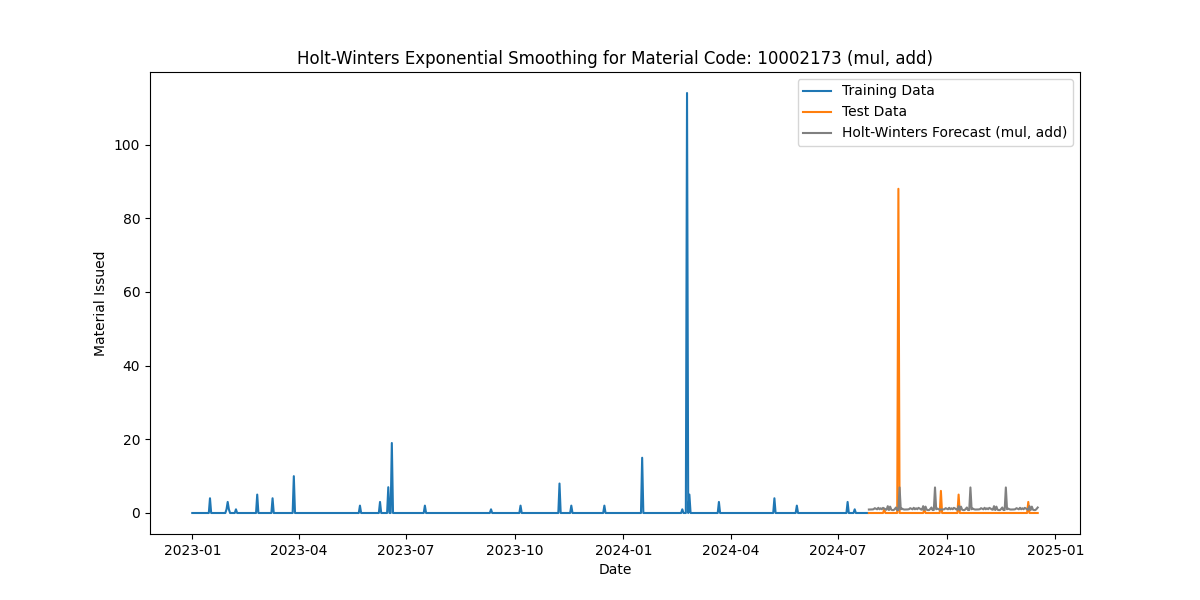 Holt-Winters Exponential Smoothing for Material Code: 10002173 (mul, add)
Training Data
Test Data
Holt-Winters Forecast (mul, add)
Material Issued
100
80
60
40
20
0
2023-01
2023-04
2023-07
2023-10
2024-01
2024-04
2024-07
2024-10
2025-01
Date